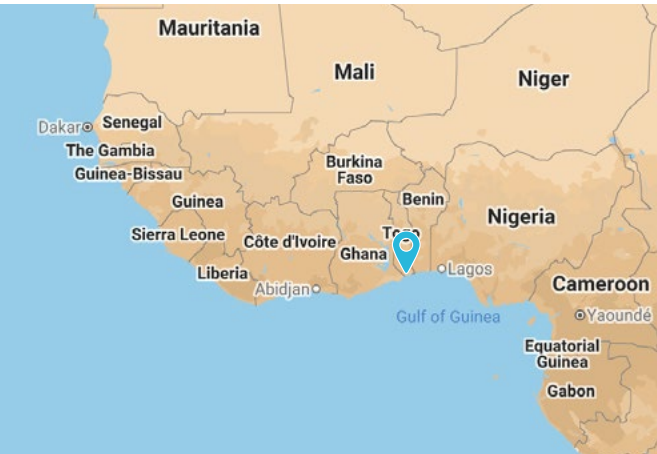 Mauritania
Mali
Niger
Dakar
Senegal
The Gambia
Guinea-Bissau
Burkina
Faso
Guinea
Benin
Nigeria
Sierra Leone
Côte d'Ivoire
Togo
Ghana
Liberia
Lagos
Abidjan
Cameroon
Gulf of Guinea
Yaoundé
Equatorial
Guinea
Gabon